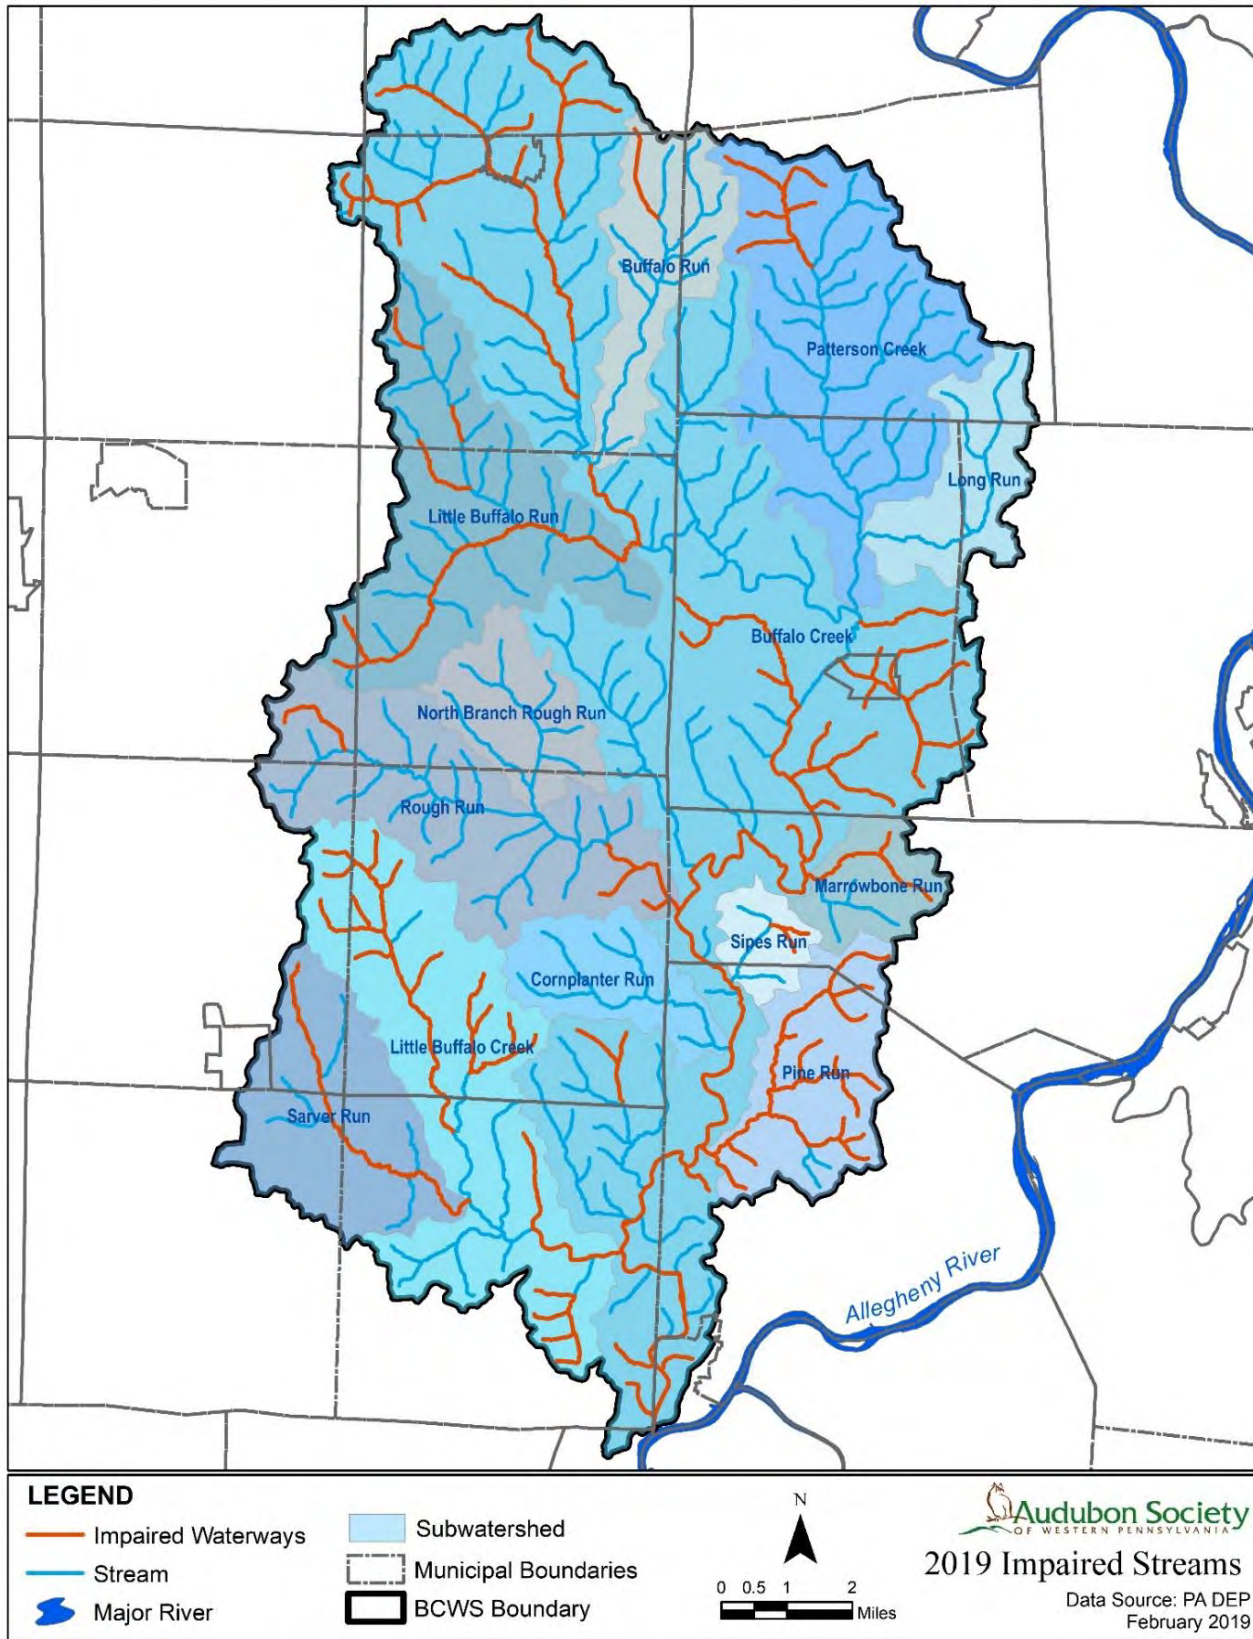 Buffalo Run
Patterson Creek
Long Run
Little Buffalo Run
Buffalo Creek
North Branch Rough Run
Rough Run
Marrowbone Run
Sipes Run
Cornplanter Run
Little Buffalo Creek
Pine Run
Sarver Run
Allegheny River
LEGEND
Impaired Waterways
Stream
Major River
Subwatershed
Municipal Boundaries
BCWS Boundary
N
0 0.5 1 2
Miles
Audubon Society
OF WESTERN PENNSYLVANIA
2019 Impaired Streams
Data Source: PA DEP
February 2019